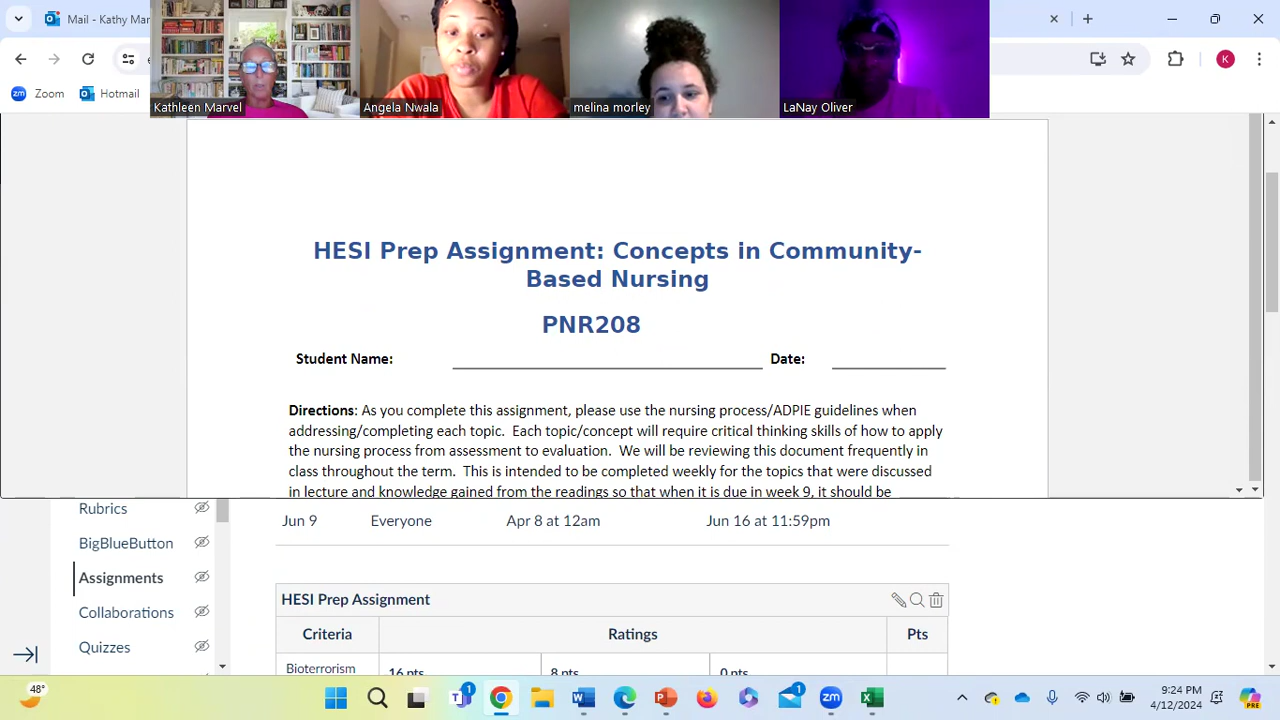 Mail - Kathy Mar
Kathleen Marvel
Angela Nwala
melina morley
LaNay Oliver
K
Zoom
Hotmail
HESI Prep Assignment: Concepts in Community-
Based Nursing
PNR208
Student Name: Date:
Directions: As you complete this assignment, please use the nursing process/ADPIE guidelines when
addressing/completing each topic. Each topic/concept will require critical thinking skills of how to apply
the nursing process from assessment to evaluation. We will be reviewing this document frequently in
class throughout the term. This is intended to be completed weekly for the topics that were discussed
in lecture and knowledge gained from the readings so that when it is due in week 9, it should be
Rubrics
BigBlueButton
Assignments
Collaborations
Quizzes
Jun 9 Everyone Apr 8 at 12am Jun 16 at 11:59pm
HESI Prep Assignment
Criteria Ratings Pts
Bioterrorism 16 pts 8 pts 0 pts
48°
1
1
zm
9:24 PM
4/12/2024
PRE